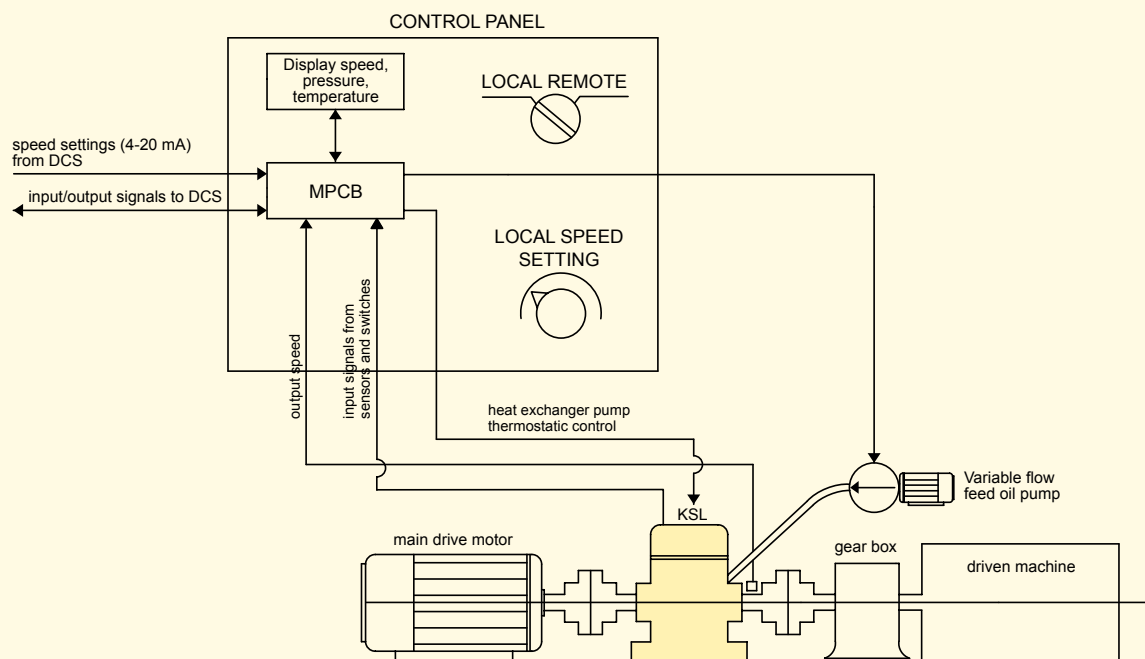 CONTROL PANEL
Display speed,
pressure,
temperature
LOCAL REMOTE
speed settings (4-20 mA)
from DCS
input/output signals to DCS
MPCB
LOCAL SPEED
SETTING
output speed
input signals from
sensors and switches
heat exchanger pump
thermostatic control
Variable flow
feed oil pump
KSL
main drive motor
gear box
driven machine